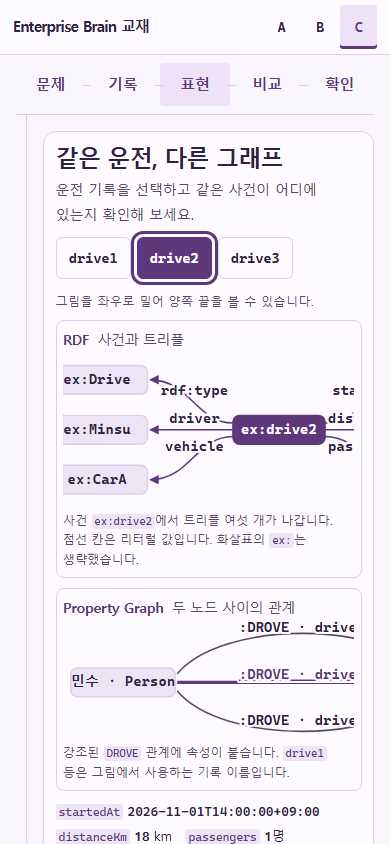 Enterprise Brain 교재 A B C
문제 기록 표현 비교 확인
같은 운전, 다른 그래프
운전 기록을 선택하고 같은 사건이 어디에
있는지 확인해 보세요.
drive1 drive2 drive3
그림을 좌우로 밀어 양쪽 끝을 볼 수 있습니다.
RDF 사건과 트리플
ex:Drive
rdf:type
ex:Minsu
driver
ex:drive2
vehicle
ex:CarA
사건 ex:drive2에서 트리플 여섯 개가 나갑니다.
점선 칸은 리터럴 값입니다. 화살표의 ex:는
생략했습니다.
Property Graph 두 노드 사이의 관계
:DROVE · drive
민수 · Person
:DROVE · drive
:DROVE · drive
강조된 DROVE 관계에 속성이 붙습니다. drive1
등은 그림에서 사용하는 기록 이름입니다.
startedAt 2026-11-01T14:00:00+09:00
distanceKm 18 km passengers 1명